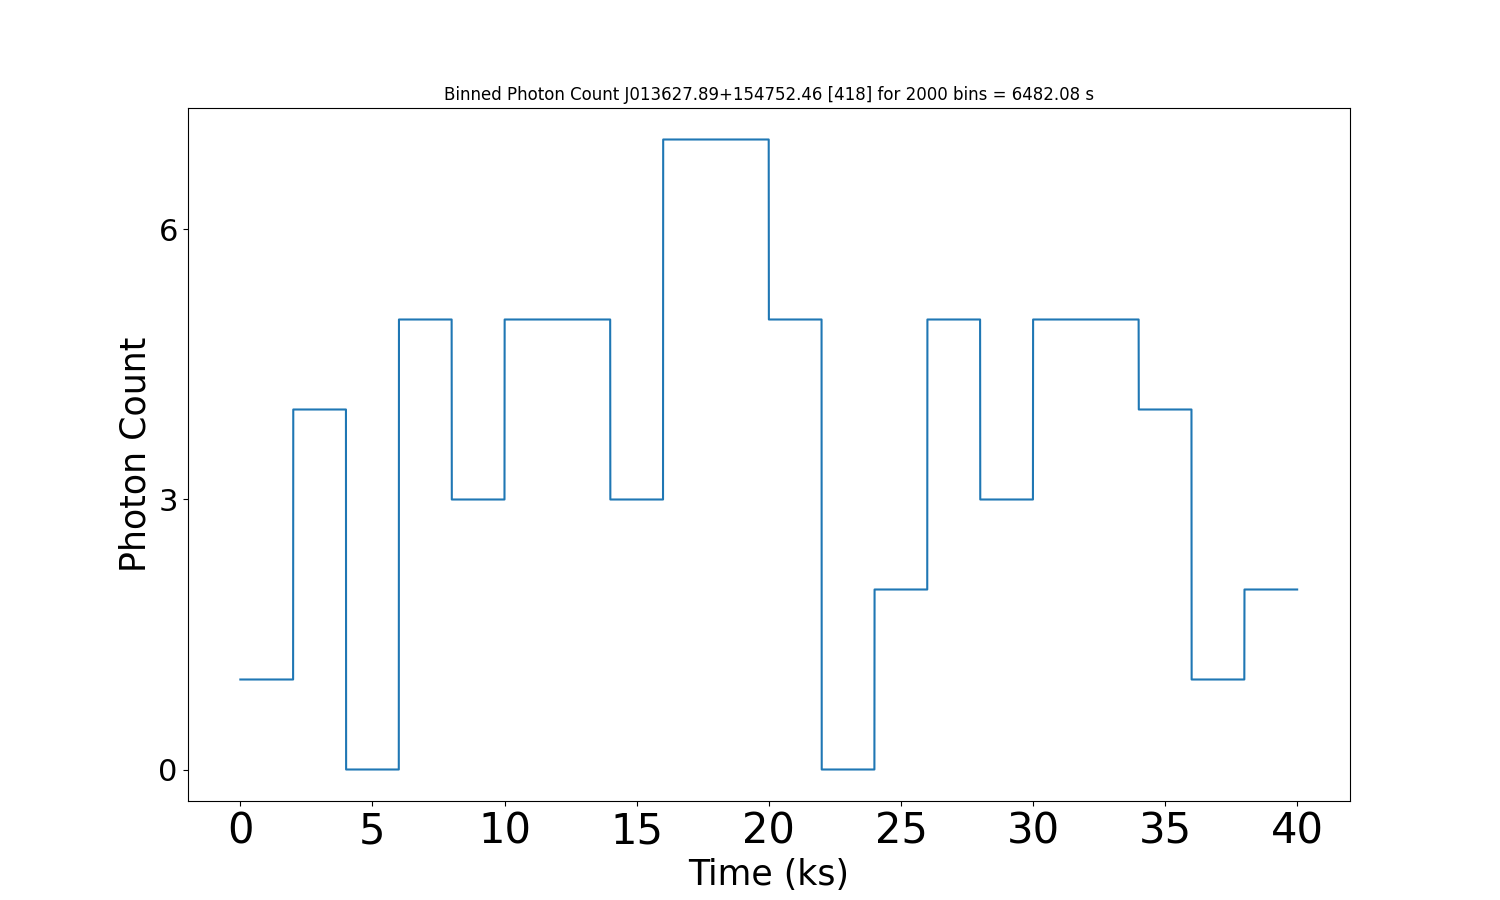 Binned Photon Count J013627.89+154752.46 [418] for 2000 bins = 6482.08 s
Photon Count
6
3
0
0 5 10 15 20 25 30 35 40
Time (ks)